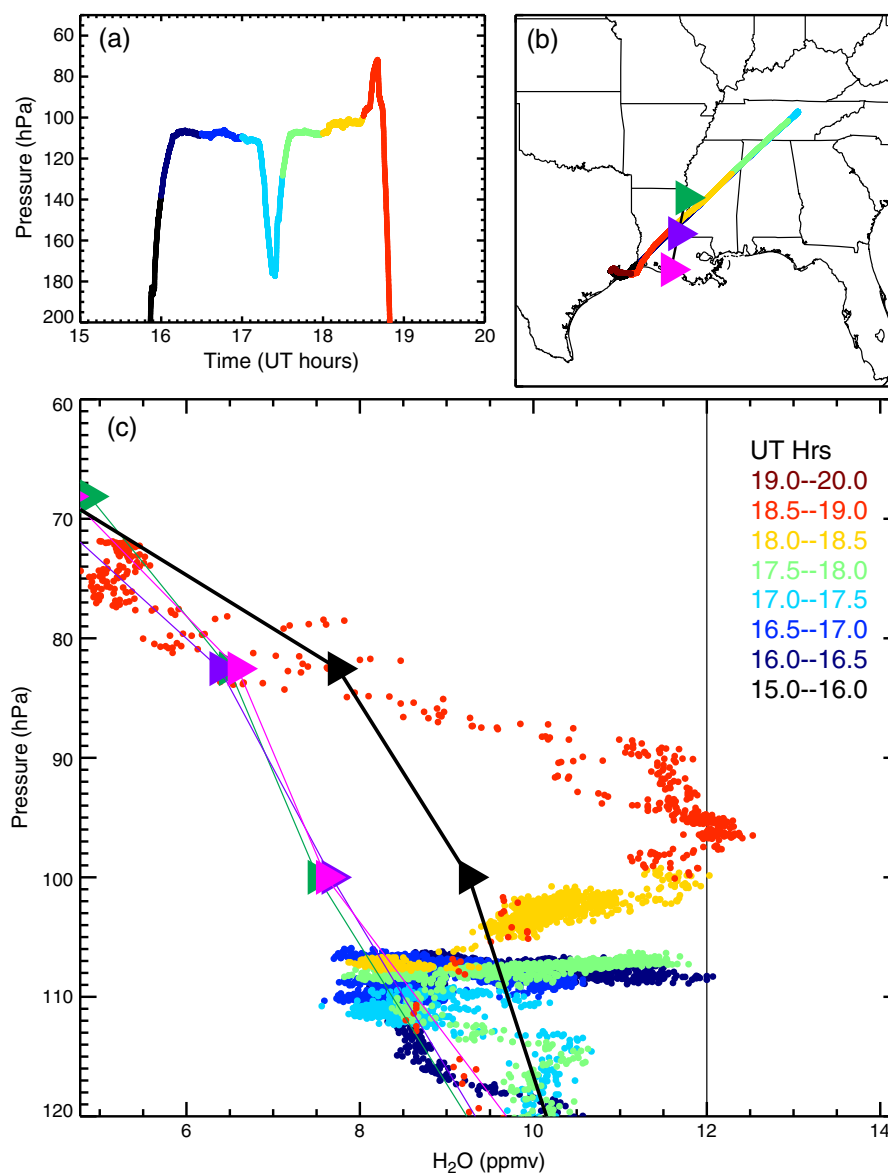 (a)
60
80
100
120
140
160
180
200
15 16 17 18 19 20
Pressure (hPa)
Time (UT hours)
(b)
(c)
60
70
80
90
100
110
120
Pressure (hPa)
6 8 10 12 14
H₂O (ppmv)
UT Hrs
19.0--20.0
18.5--19.0
18.0--18.5
17.5--18.0
17.0--17.5
16.5--17.0
16.0--16.5
15.0--16.0